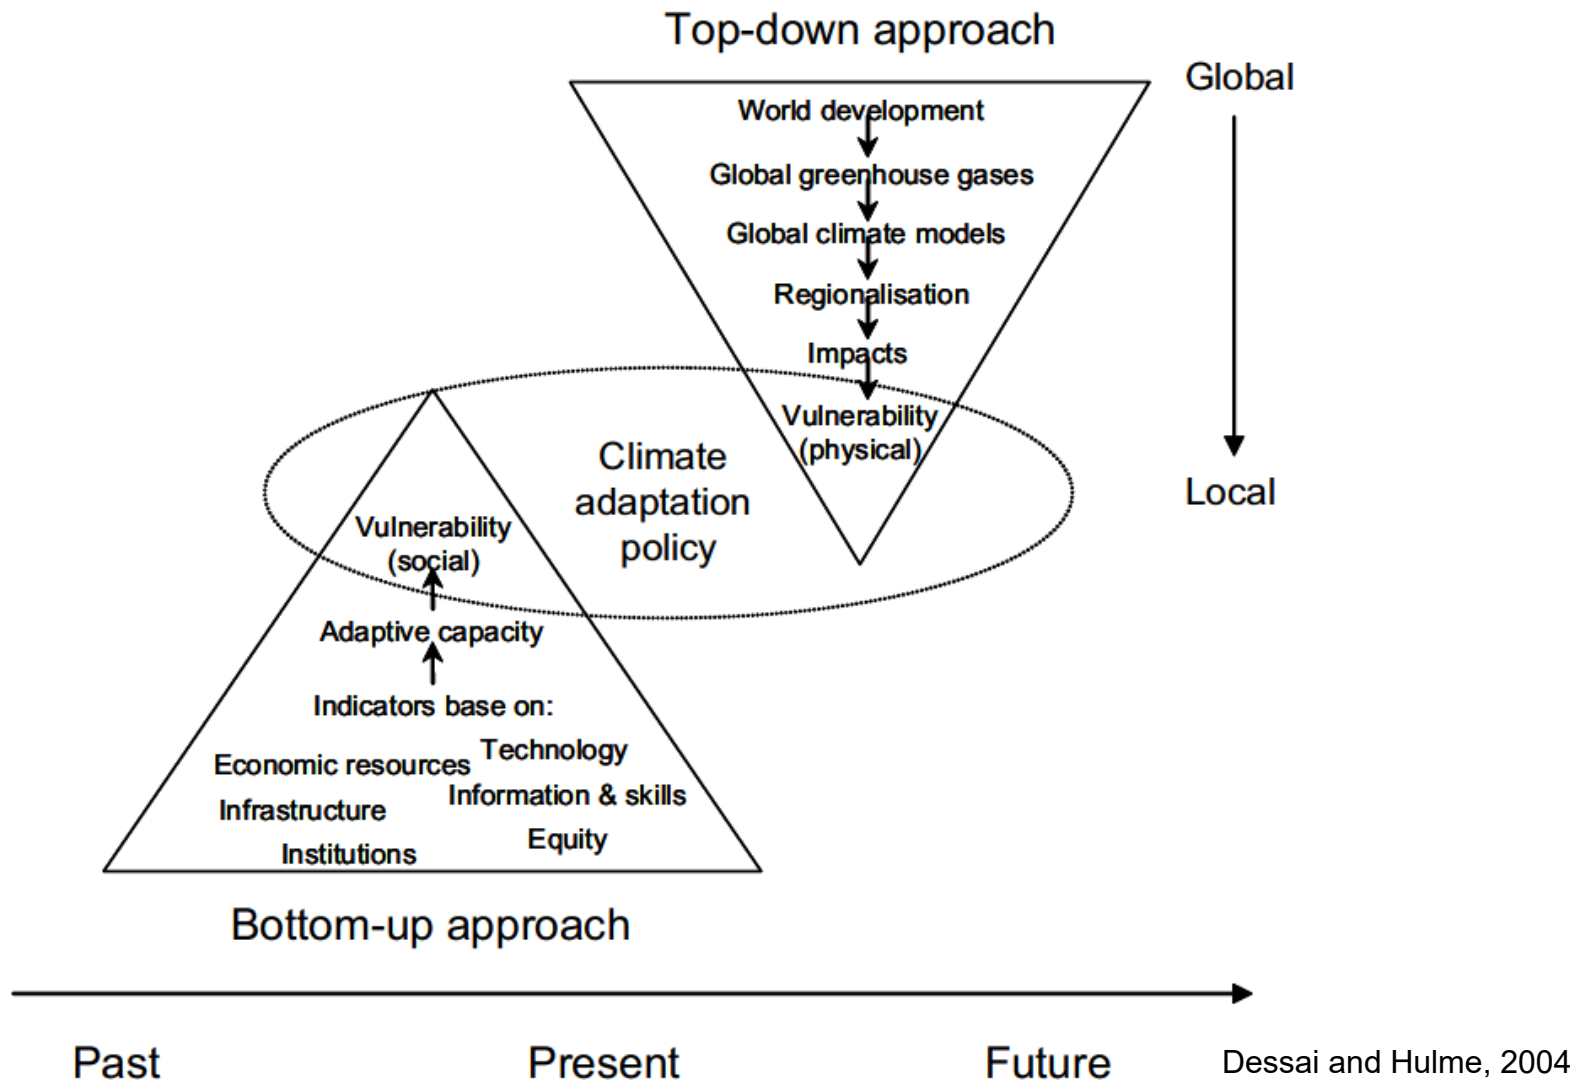 Top-down approach
Global
World development
Global greenhouse gases
Global climate models
Regionalisation
Impacts
Vulnerability
(physical)
Local
Climate
adaptation
policy
Vulnerability
(social)
Adaptive capacity
Indicators base on:
Economic resources
Technology
Infrastructure
Information & skills
Institutions
Equity
Bottom-up approach
Past
Present
Future
Dessai and Hulme, 2004